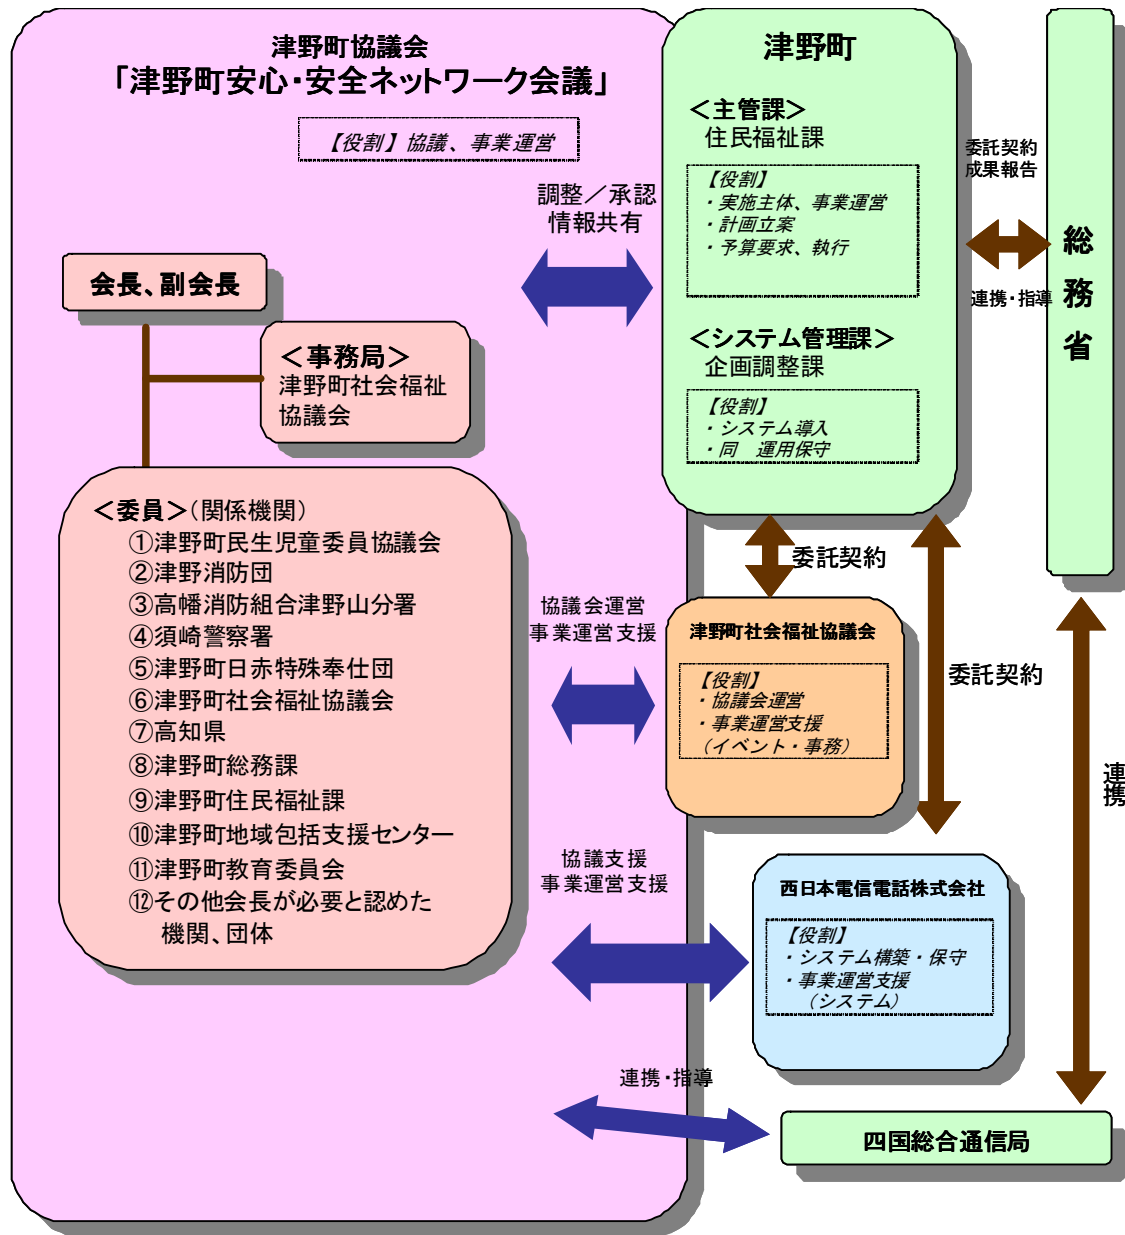 津野町協議会
「津野町安心・安全ネットワーク会議」
【役割】協議、事業運営
調整／承認
情報共有
会長、副会長
＜事務局＞
津野町社会福祉
協議会
＜委員＞（関係機関）
①津野町民生児童委員協議会
②津野消防団
③高幡消防組合津野山分署
④須崎警察署
⑤津野町日赤特殊奉仕団
⑥津野町社会福祉協議会
⑦高知県
⑧津野町総務課
⑨津野町住民福祉課
⑩津野町地域包括支援センター
⑪津野町教育委員会
⑫その他会長が必要と認めた
機関、団体
協議会運営
事業運営支援
協議支援
事業運営支援
連携・指導
津野町
＜主管課＞
住民福祉課
【役割】
・実施主体、事業運営
・計画立案
・予算要求、執行
＜システム管理課＞
企画調整課
【役割】
・システム導入
・同　運用保守
委託契約
成果報告
連携・指導
総務省
委託契約
委託契約
津野町社会福祉協議会
【役割】
・協議会運営
・事業運営支援
（イベント・事務）
連携
西日本電信電話株式会社
【役割】
・システム構築・保守
・事業運営支援
（システム）
四国総合通信局